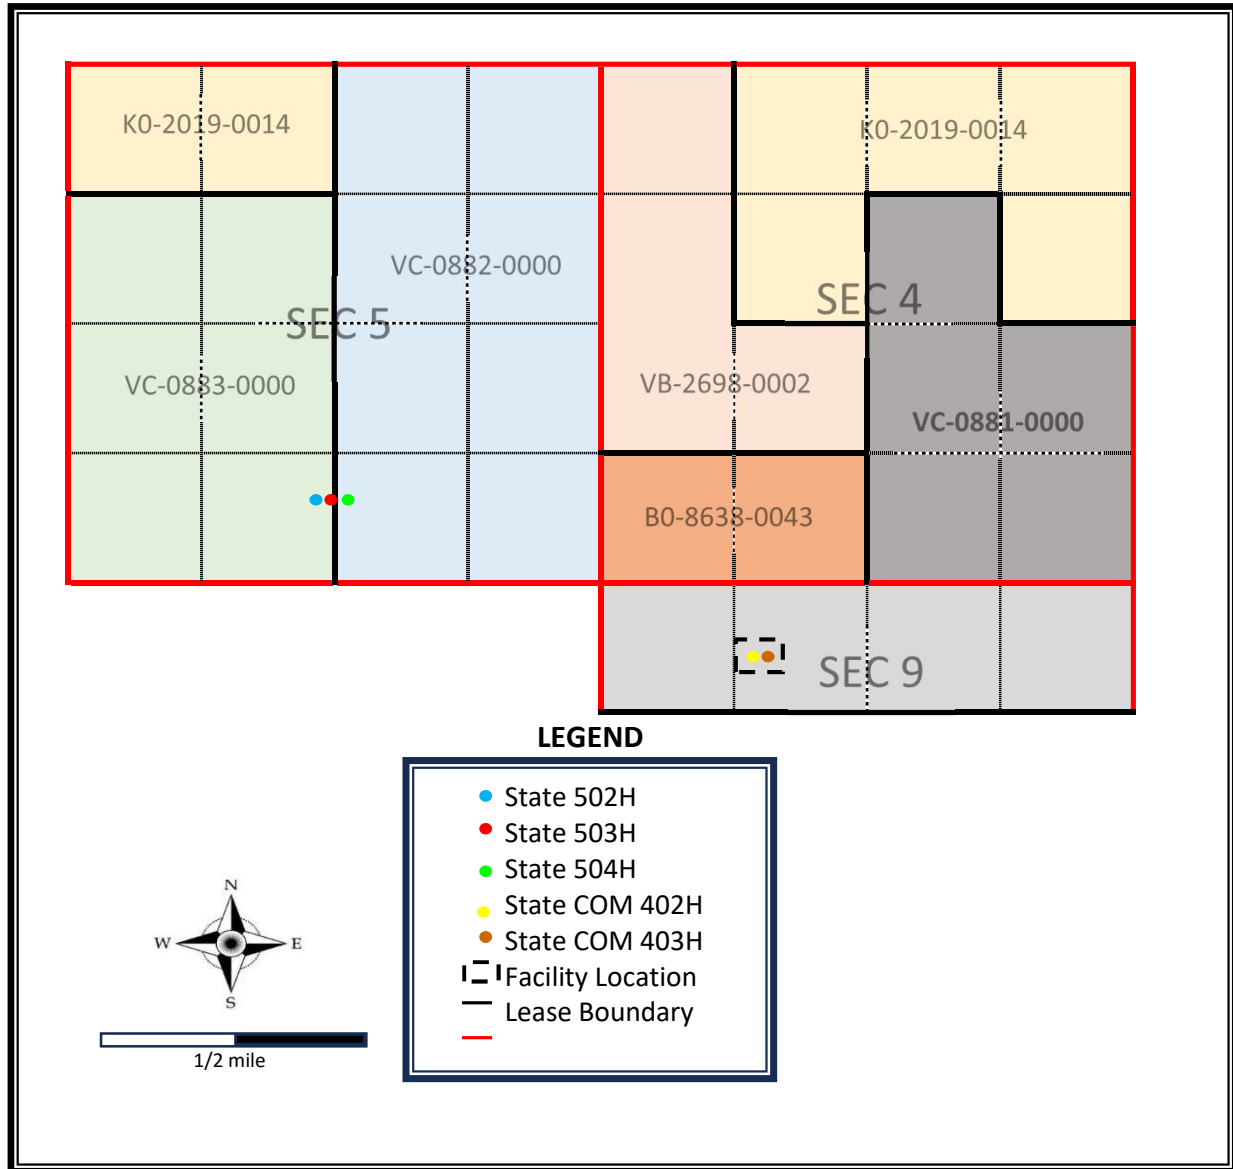 K0-2019-0014
K0-2019-0014
VC-0882-0000
SEC 5
SEC 4
VC-0883-0000
VB-2698-0002
VC-0881-0000
B0-8638-0043
SEC 9
LEGEND
State 502H
State 503H
State 504H
State COM 402H
State COM 403H
Facility Location
Lease Boundary
N
W E
S
1/2 mile